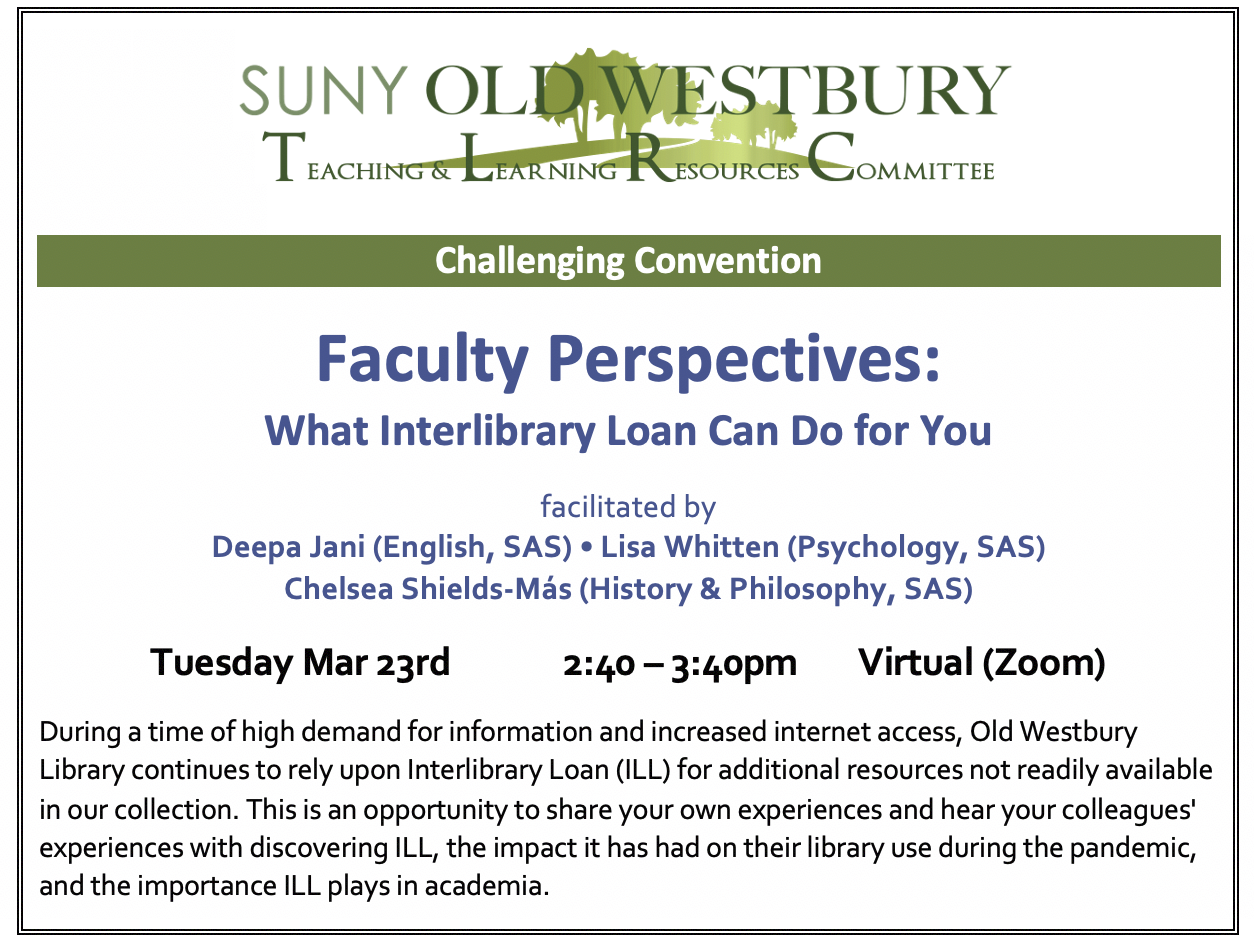 SUNY OLD WESTBURY
TEACHING & LEARNING RESOURCES COMMITTEE
Challenging Convention
Faculty Perspectives:
What Interlibrary Loan Can Do for You
facilitated by
Deepa Jani (English, SAS) • Lisa Whitten (Psychology, SAS)
Chelsea Shields-Más (History & Philosophy, SAS)
Tuesday Mar 23rd 2:40 – 3:40pm Virtual (Zoom)
During a time of high demand for information and increased internet access, Old Westbury
Library continues to rely upon Interlibrary Loan (ILL) for additional resources not readily available
in our collection. This is an opportunity to share your own experiences and hear your colleagues'
experiences with discovering ILL, the impact it has had on their library use during the pandemic,
and the importance ILL plays in academia.